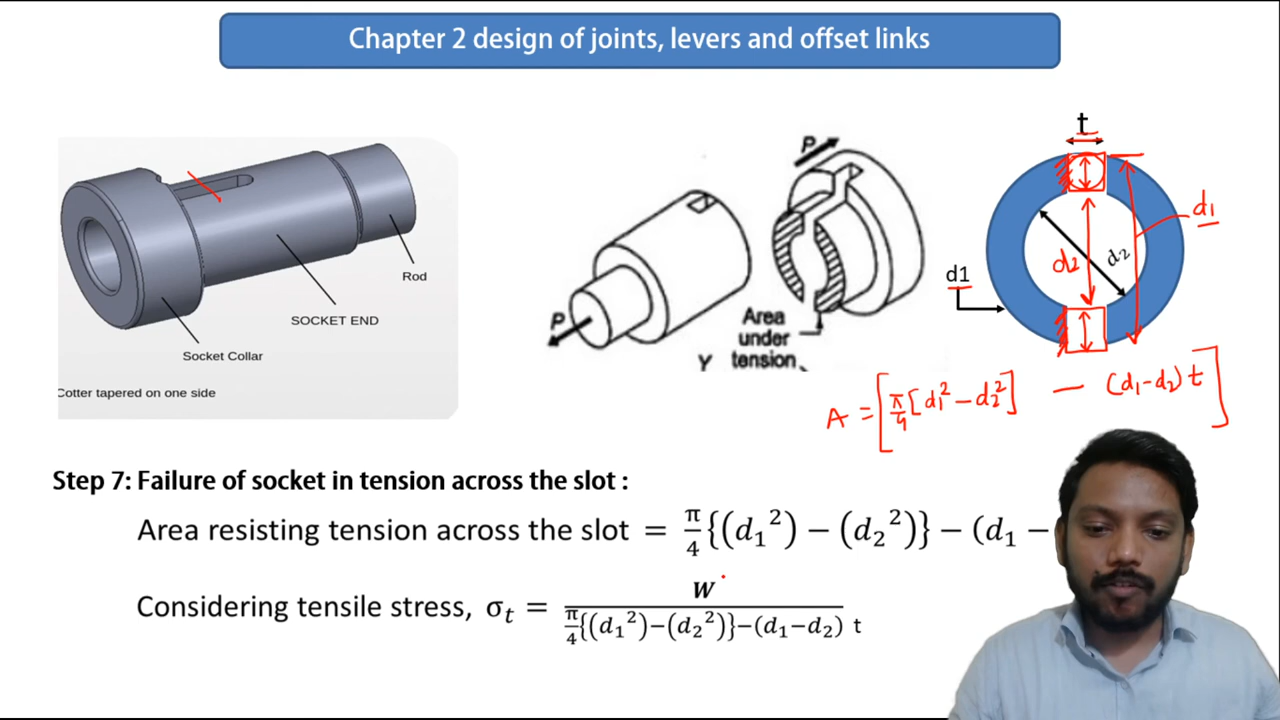 Chapter 2 design of joints, levers and offset links
Rod
SOCKET END
Socket Collar
Cotter tapered on one side
P
P
Area
under
tension
Y
t
d1
d2
d2
d1
A = [π/4[d₁² − d₂²] − (d₁-d₂) t]
Step 7: Failure of socket in tension across the slot :
Area resisting tension across the slot = π/4{(d₁²) − (d₂²)} − (d₁ −
Considering tensile stress, σₜ = W / π/4{(d₁²)−(d₂²)}−(d₁−d₂) t